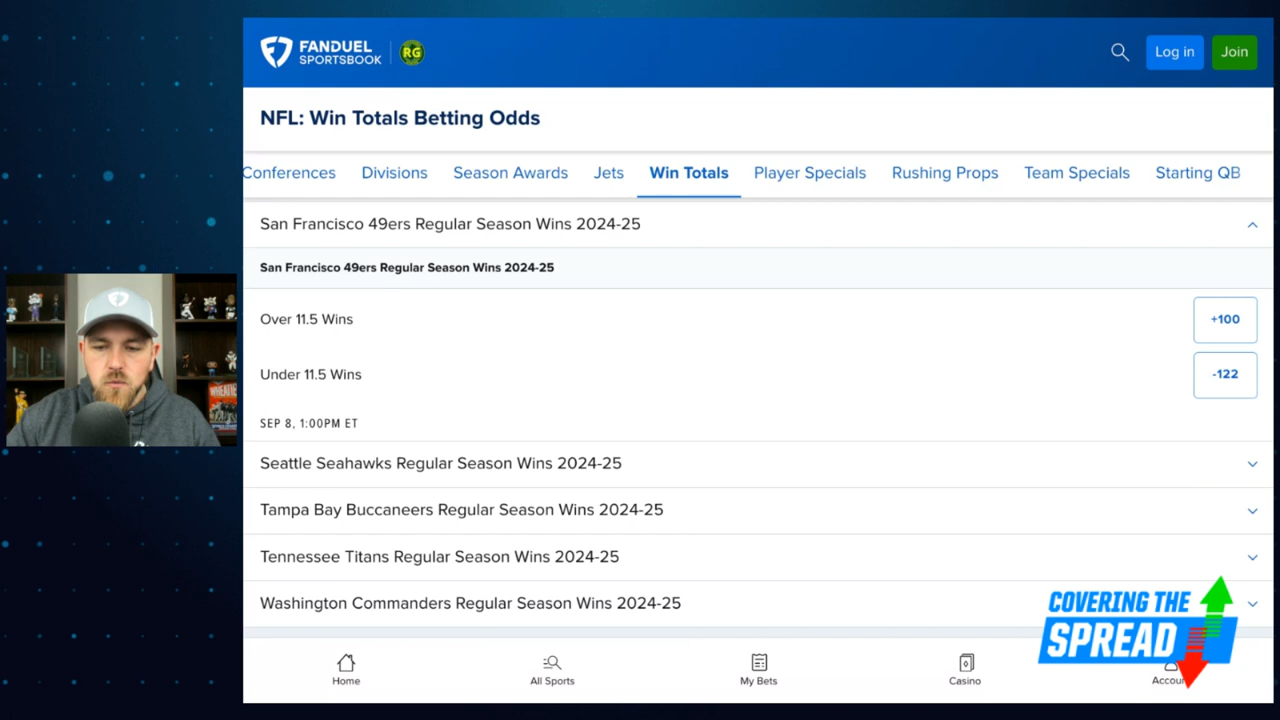 FANDUEL
SPORTSBOOK
RG
Log in
Join
NFL: Win Totals Betting Odds
Conferences
Divisions
Season Awards
Jets
Win Totals
Player Specials
Rushing Props
Team Specials
Starting QB
San Francisco 49ers Regular Season Wins 2024-25
San Francisco 49ers Regular Season Wins 2024-25
Over 11.5 Wins
+100
Under 11.5 Wins
-122
SEP 8, 1:00PM ET
Seattle Seahawks Regular Season Wins 2024-25
Tampa Bay Buccaneers Regular Season Wins 2024-25
Tennessee Titans Regular Season Wins 2024-25
Washington Commanders Regular Season Wins 2024-25
COVERING THE
SPREAD
Home
All Sports
My Bets
Casino
WHEATIES